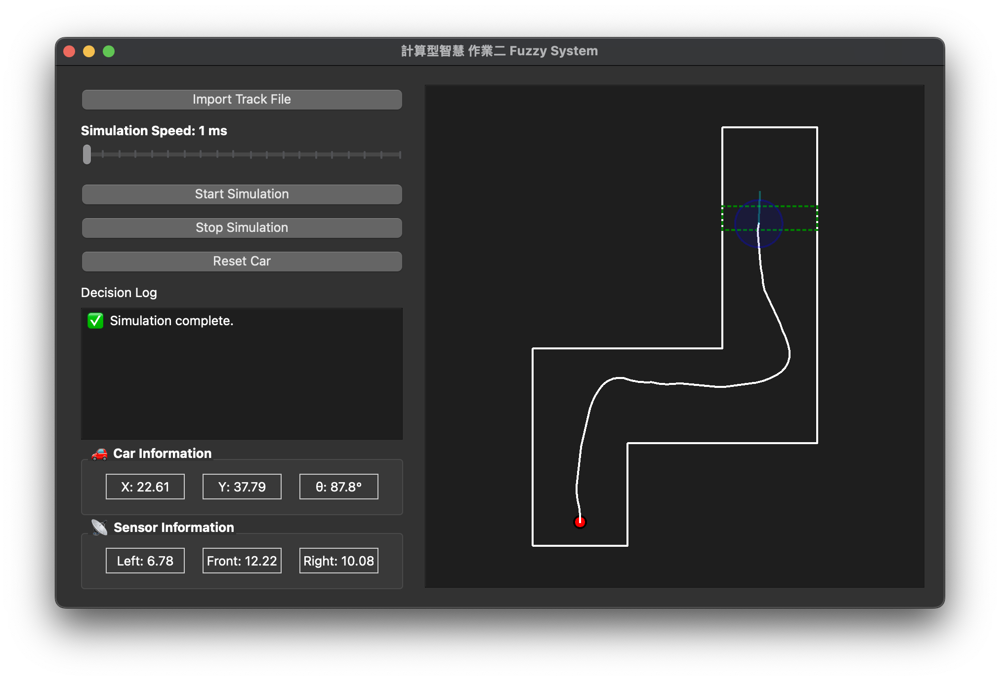 計算型智慧 作業二 Fuzzy System
Import Track File
Simulation Speed: 1 ms
Start Simulation
Stop Simulation
Reset Car
Decision Log
✅ Simulation complete.
🚗 Car Information
X: 22.61
Y: 37.79
θ: 87.8°
📡 Sensor Information
Left: 6.78
Front: 12.22
Right: 10.08